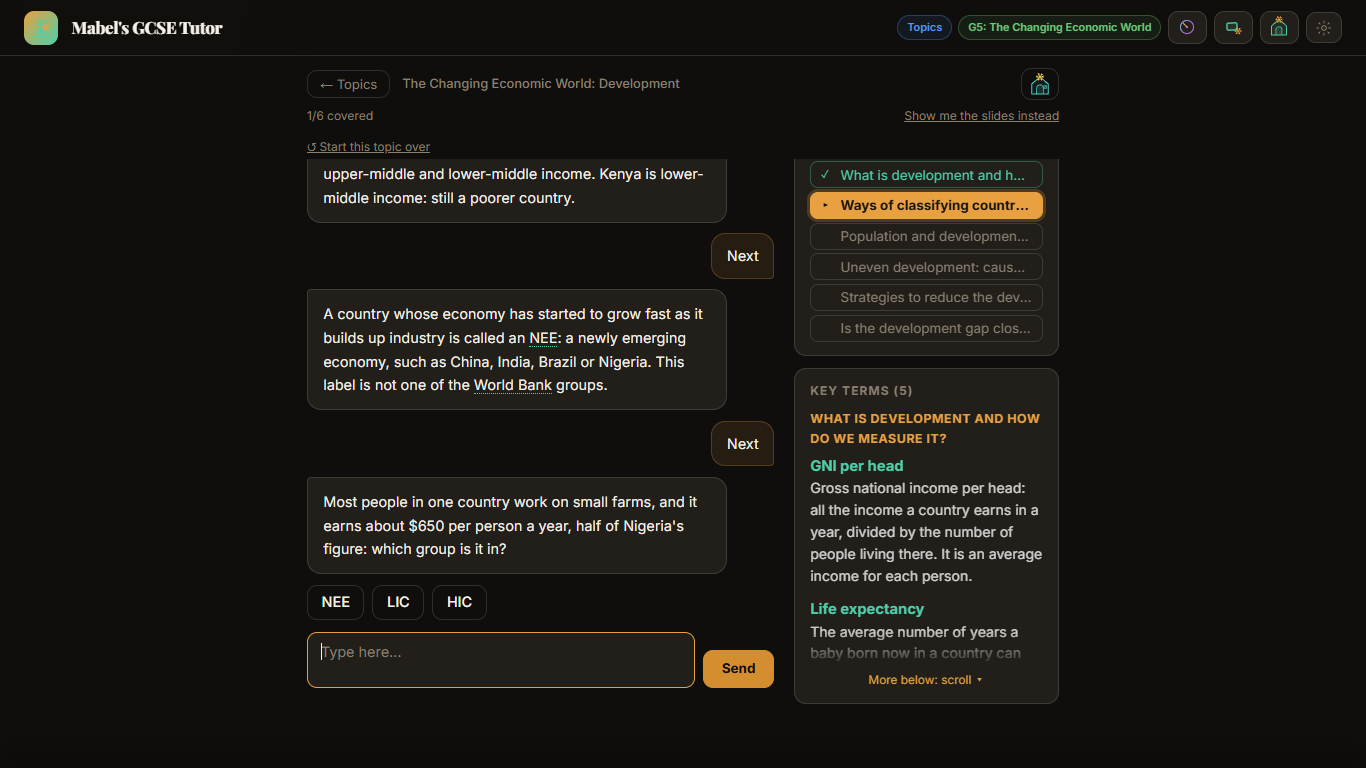 Mabel's GCSE Tutor
Topics
G5: The Changing Economic World
← Topics
The Changing Economic World: Development
1/6 covered
Show me the slides instead
↺ Start this topic over
upper-middle and lower-middle income. Kenya is lower-
middle income: still a poorer country.
Next
A country whose economy has started to grow fast as it
builds up industry is called an NEE: a newly emerging
economy, such as China, India, Brazil or Nigeria. This
label is not one of the World Bank groups.
Next
Most people in one country work on small farms, and it
earns about $650 per person a year, half of Nigeria's
figure: which group is it in?
NEE
LIC
HIC
Type here...
Send
✓ What is development and h...
▸ Ways of classifying countr...
Population and developmen...
Uneven development: caus...
Strategies to reduce the dev...
Is the development gap clos...
KEY TERMS (5)
WHAT IS DEVELOPMENT AND HOW
DO WE MEASURE IT?
GNI per head
Gross national income per head:
all the income a country earns in a
year, divided by the number of
people living there. It is an average
income for each person.
Life expectancy
The average number of years a
baby born now in a country can
More below: scroll ▾